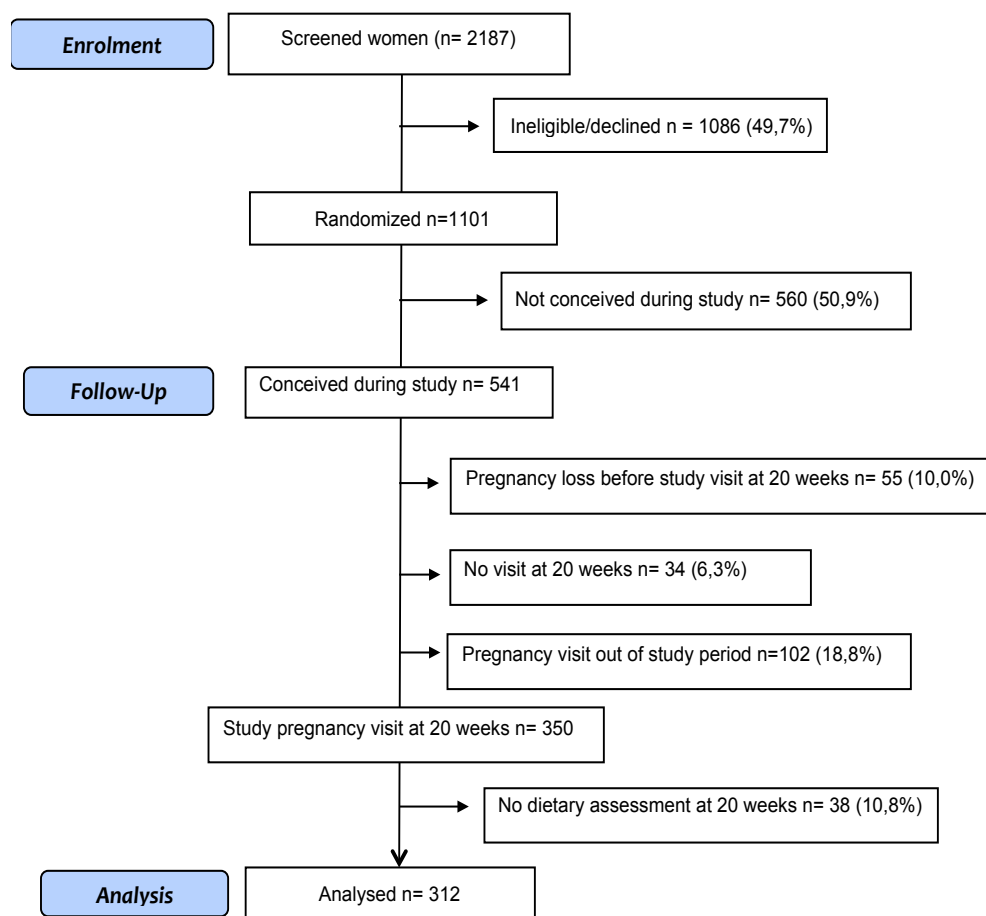 Enrolment
Screened women (n= 2187)
Ineligible/declined n = 1086 (49,7%)
Randomized n=1101
Not conceived during study n= 560 (50,9%)
Follow-Up
Conceived during study n= 541
Pregnancy loss before study visit at 20 weeks n= 55 (10,0%)
No visit at 20 weeks n= 34 (6,3%)
Pregnancy visit out of study period n=102 (18,8%)
Study pregnancy visit at 20 weeks n= 350
No dietary assessment at 20 weeks n= 38 (10,8%)
Analysis
Analysed n= 312